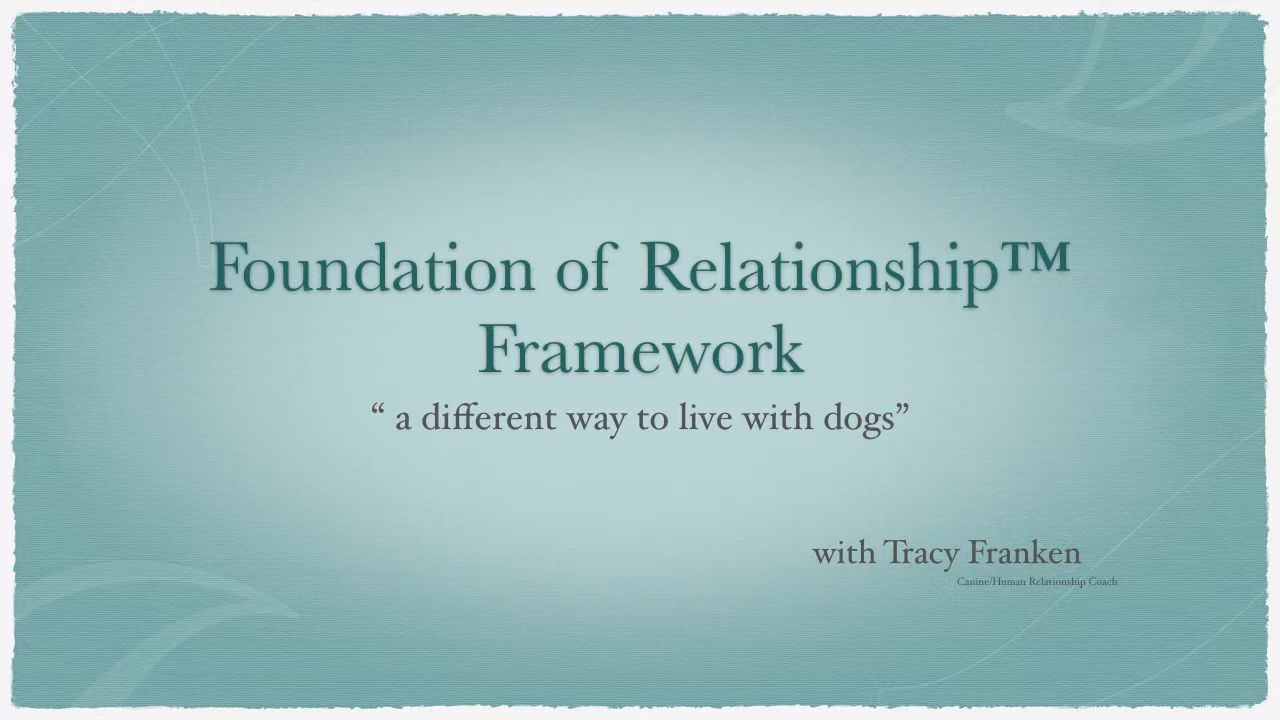 Foundation of Relationship™
Framework
“ a different way to live with dogs”
with Tracy Franken
Canine/Human Relationship Coach